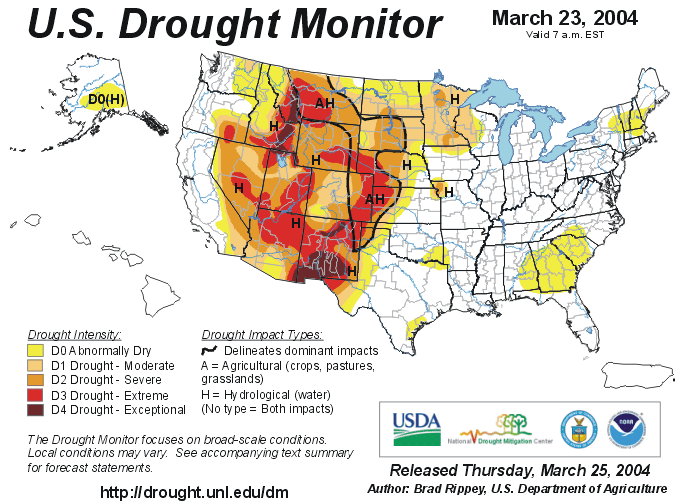 U.S. Drought Monitor
March 23, 2004
Valid 7 a.m. EST
D0(H)
AH
H
H
H
H
H
AH
H
H
H
Drought Intensity:
D0 Abnormally Dry
D1 Drought - Moderate
D2 Drought - Severe
D3 Drought - Extreme
D4 Drought - Exceptional
Drought Impact Types:
Delineates dominant impacts
A = Agricultural (crops, pastures,
grasslands)
H = Hydrological (water)
(No type = Both impacts)
The Drought Monitor focuses on broad-scale conditions.
Local conditions may vary. See accompanying text summary
for forecast statements.
http://drought.unl.edu/dm
USDA
National Drought Mitigation Center
NOAA
Released Thursday, March 25, 2004
Author: Brad Rippey, U.S. Department of Agriculture